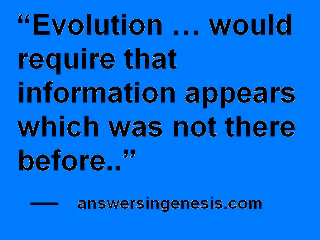 “Evolution … would
require that
information appears
which was not there
before..”
— answersingenesis.com